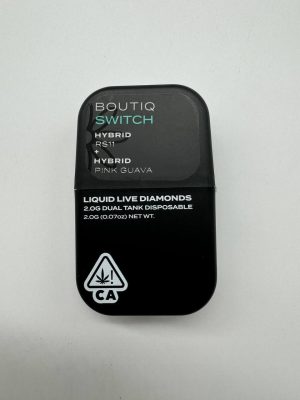 BOUTIQ
SWITCH
HYBRID
RS11
+
HYBRID
PINK GUAVA
LIQUID LIVE DIAMONDS
2.0G DUAL TANK DISPOSABLE
2.0G (0.07oz) NET WT.
!
CA